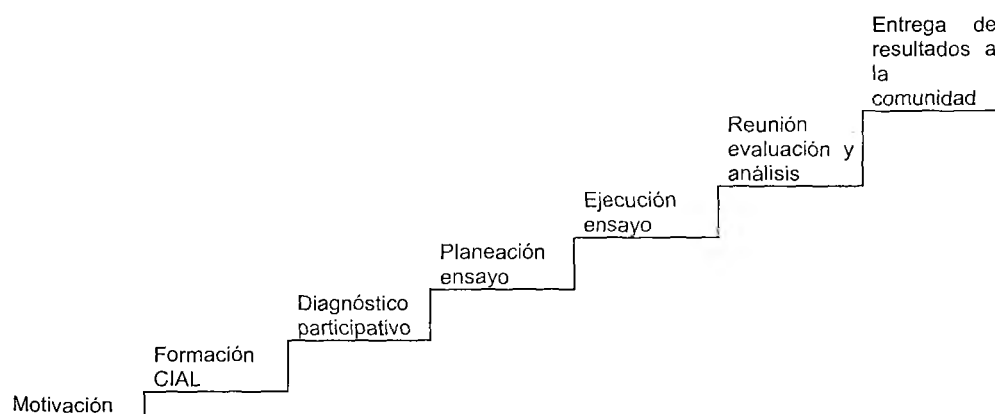 Entrega de
resultados a
la
comunidad
Reunión
evaluación y
análisis
Ejecución
ensayo
Planeación
ensayo
Diagnóstico
participativo
Formación
CIAL
Motivación